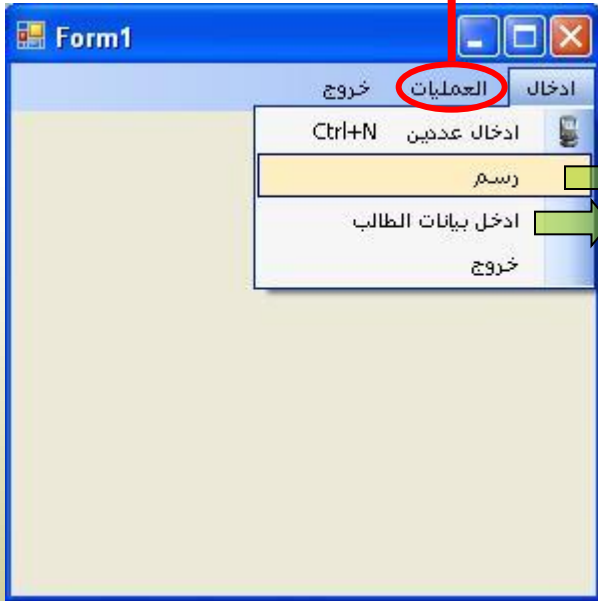 Form1
ادخال العمليات خروج
ادخال عددين Ctrl+N
رسم
ادخل بيانات الطالب
خروج